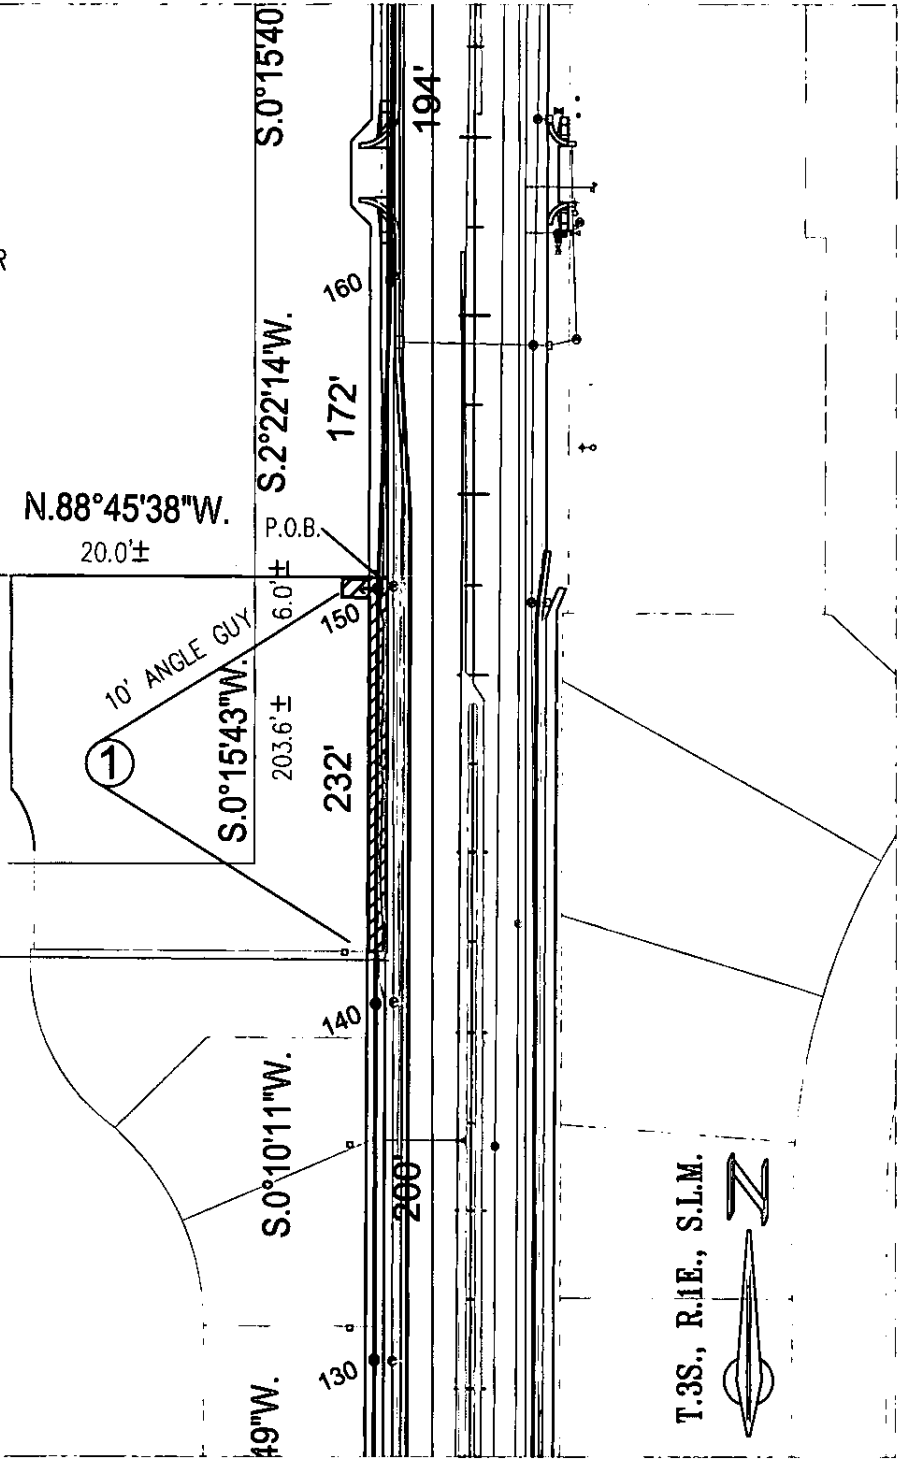 S.0°15'40
194'
R
160
S.2°22'14"W.
172'
N.88°45'38"W.
20.0'±
P.O.B.
6.0'±
150
10' ANGLE GUY
S.0°15'43"W.
203.6'±
232'
1
140
S.0°10'11"W.
200'
130
49"W.
T.3S., R.1E., S.L.M.
N